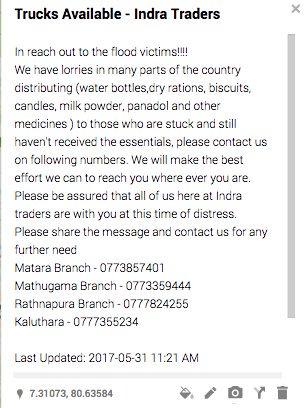 Trucks Available - Indra Traders
In reach out to the flood victims!!!!
We have lorries in many parts of the country
distributing (water bottles,dry rations, biscuits,
candles, milk powder, panadol and other
medicines ) to those who are stuck and still
haven't received the essentials, please contact us
on following numbers. We will make the best
effort we can to reach you where ever you are.
Please be assured that all of us here at Indra
traders are with you at this time of distress.
Please share the message and contact us for any
further need
Matara Branch - 0773857401
Mathugama Branch - 0773359444
Rathnapura Branch - 0777824255
Kaluthara - 0777355234
Last Updated: 2017-05-31 11:21 AM
7.31073, 80.63584